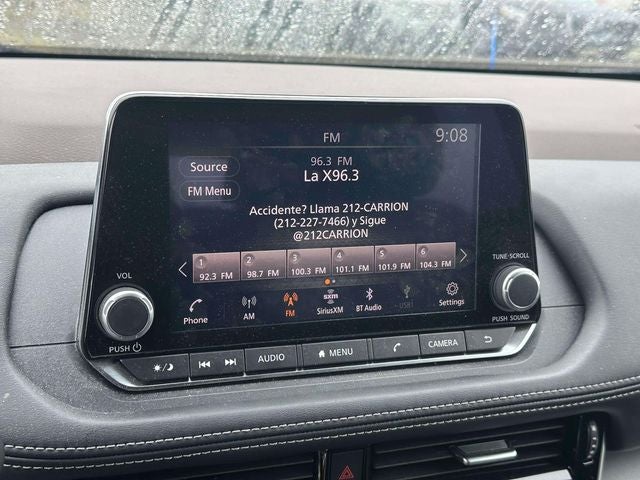 FM
9:08
Source
96.3 FM
La X96.3
FM Menu
Accidente? Llama 212-CARRION
(212-227-7466) y Sigue
@212CARRION
1 2 3 4 5 6
92.3 FM 98.7 FM 100.3 FM 101.1 FM 101.9 FM 104.3 FM
Phone AM FM sxm SiriusXM BT Audio USB Settings
VOL
PUSH
TUNE·SCROLL
PUSH SOUND
AUDIO MENU CAMERA